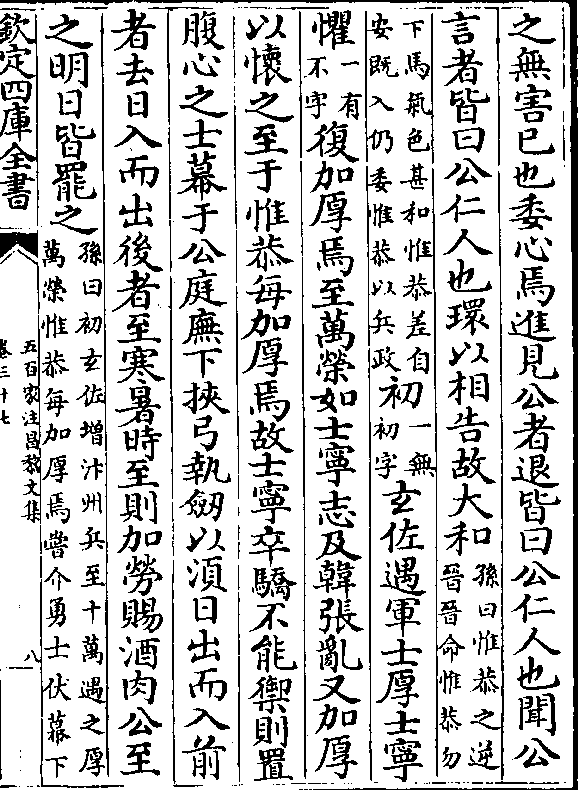 之無害已也委心焉進見公者退皆曰公仁人也聞公
言者皆曰公仁人也環以相告故大和孫曰惟恭之逆晉晉命惟恭勿
下馬氣色甚和惟恭差自安既入仍委惟恭以兵政初一無初字玄佐遇軍士厚士寧
懼一有不字復加厚焉至萬榮如士寧志及韓張亂又加厚
以懷之至于惟恭每加厚焉故士寧卒驕不能禦則置
腹心之士幕于公庭廡下挾弓執劒以須日出而入前
者去日入而出後者至寒暑時至則加勞賜酒肉公至
之明日皆罷之孫曰初玄佐增汴州兵至十萬遇之厚萬榮惟恭每加厚焉嘗介勇士伏幕下
欽定四庫全書
五百家注昌黎文集
卷三十七
八